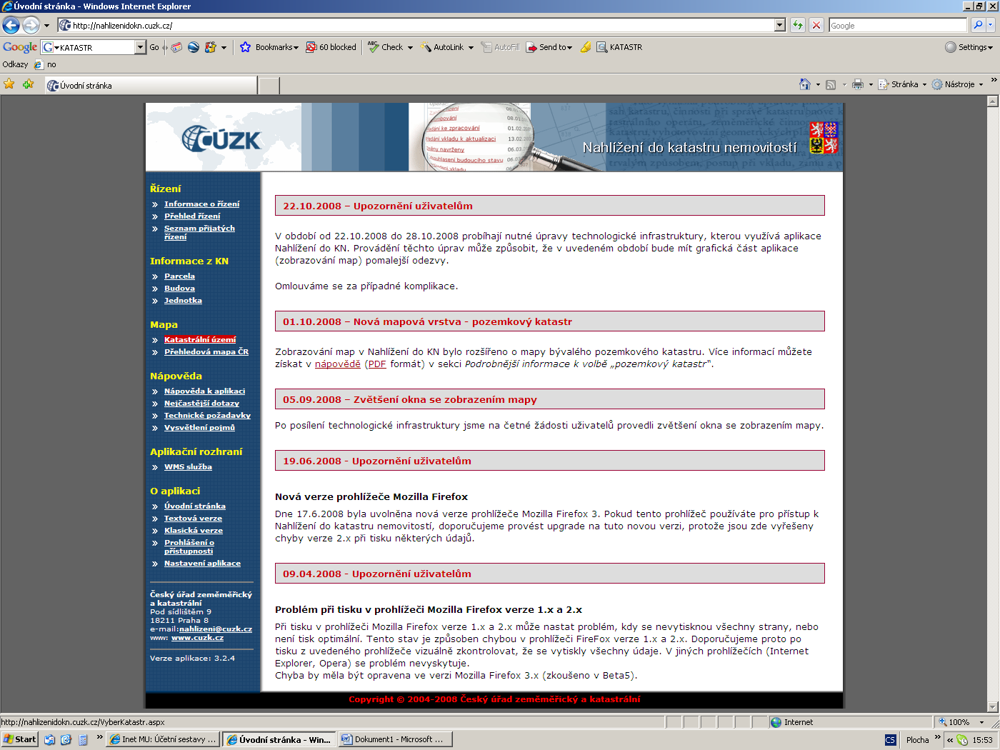 Úvodní stránka - Windows Internet Explorer
http://nahlizenidokn.cuzk.cz/
Google
Google
KATASTR
Go
Bookmarks
60 blocked
Check
AutoLink
AutoFill
Send to
KATASTR
Settings
Odkazy
no
Úvodní stránka
Stránka
Nástroje
ČÚZK
Nahlížení do katastru nemovitostí
Řízení
Informace o řízení
Přehled řízení
Seznam přijatých
řízení
Informace z KN
Parcela
Budova
Jednotka
Mapa
Katastrální území
Přehledová mapa ČR
Nápověda
Nápověda k aplikaci
Nejčastější dotazy
Technické požadavky
Vysvětlení pojmů
Aplikační rozhraní
WMS služba
O aplikaci
Úvodní stránka
Textová verze
Klasická verze
Prohlášení o
přístupnosti
Nastavení aplikace
Český úřad zeměměřický
a katastrální
Pod sídlištěm 9
18211 Praha 8
e-mail:nahlizeni@cuzk.cz
www: www.cuzk.cz
Verze aplikace: 3.2.4
22.10.2008 – Upozornění uživatelům
V období od 22.10.2008 do 28.10.2008 probíhají nutné úpravy technologické infrastruktury, kterou využívá aplikace
Nahlížení do KN. Provádění těchto úprav může způsobit, že v uvedeném období bude mít grafická část aplikace
(zobrazování map) pomalejší odezvy.
Omlouváme se za případné komplikace.
01.10.2008 – Nová mapová vrstva - pozemkový katastr
Zobrazování map v Nahlížení do KN bylo rozšířeno o mapy bývalého pozemkového katastru. Více informací můžete
získat v nápovědě (PDF formát) v sekci Podrobnější informace k volbě „pozemkový katastr“.
05.09.2008 – Zvětšení okna se zobrazením mapy
Po posílení technologické infrastruktury jsme na četné žádosti uživatelů provedli zvětšení okna se zobrazením mapy.
19.06.2008 - Upozornění uživatelům
Nová verze prohlížeče Mozilla Firefox
Dne 17.6.2008 byla uvolněna nová verze prohlížeče Mozilla Firefox 3. Pokud tento prohlížeč používáte pro přístup k
Nahlížení do katastru nemovitostí, doporučujeme provést upgrade na tuto novou verzi, protože jsou zde vyřešeny
chyby verze 2.x při tisku některých údajů.
09.04.2008 - Upozornění uživatelům
Problém při tisku v prohlížeči Mozilla Firefox verze 1.x a 2.x
Při tisku v prohlížeči Mozilla Firefox verze 1.x a 2.x může nastat problém, kdy se nevytisknou všechny strany, nebo
není tisk optimální. Tento stav je způsoben chybou v prohlížeči FireFox verze 1.x a 2.x. Doporučujeme proto po
tisku z uvedeného prohlížeče vizuálně zkontrolovat, že se vytiskly všechny údaje. V jiných prohlížečích (Internet
Explorer, Opera) se problém nevyskytuje.
Chyba by měla být opravena ve verzi Mozilla Firefox 3.x (zkoušeno v Beta5).
Copyright © 2004-2008 Český úřad zeměměřický a katastrální
http://nahlizenidokn.cuzk.cz/VyberKatastr.aspx
Internet
100%
Start
Inet MU: Účetní sestavy ...
Úvodní stránka - Win...
Dokument1 - Microsoft ...
CS
Plocha
15:53